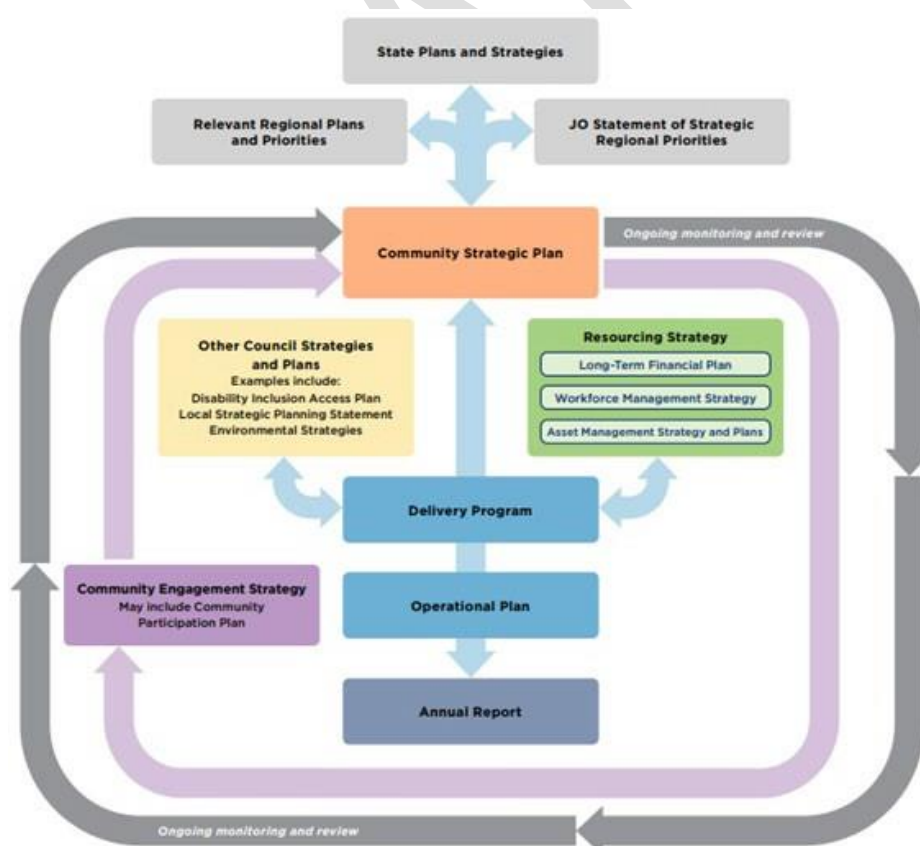 State Plans and Strategies
Relevant Regional Plans
and Priorities
JO Statement of Strategic
Regional Priorities
Community Strategic Plan
Ongoing monitoring and review
Other Council Strategies
and Plans
Examples include:
Disability Inclusion Access Plan
Local Strategic Planning Statement
Environmental Strategies
Resourcing Strategy
Long-Term Financial Plan
Workforce Management Strategy
Asset Management Strategy and Plans
Delivery Program
Community Engagement Strategy
May include Community
Participation Plan
Operational Plan
Annual Report
Ongoing monitoring and review